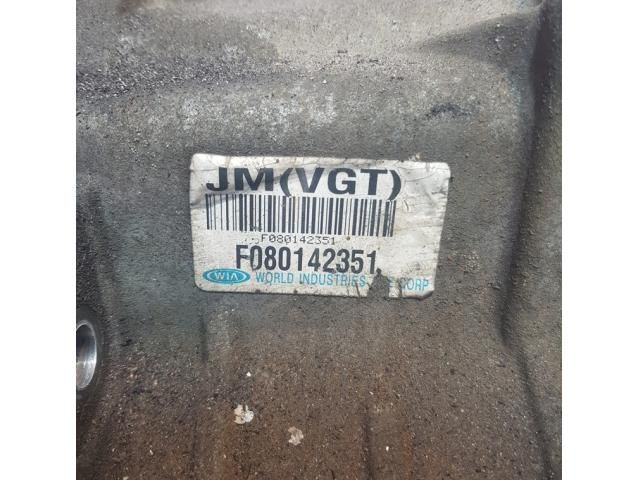 JM(VGT)
F080142351
F080142351
WIA WORLD INDUSTRIES CORP